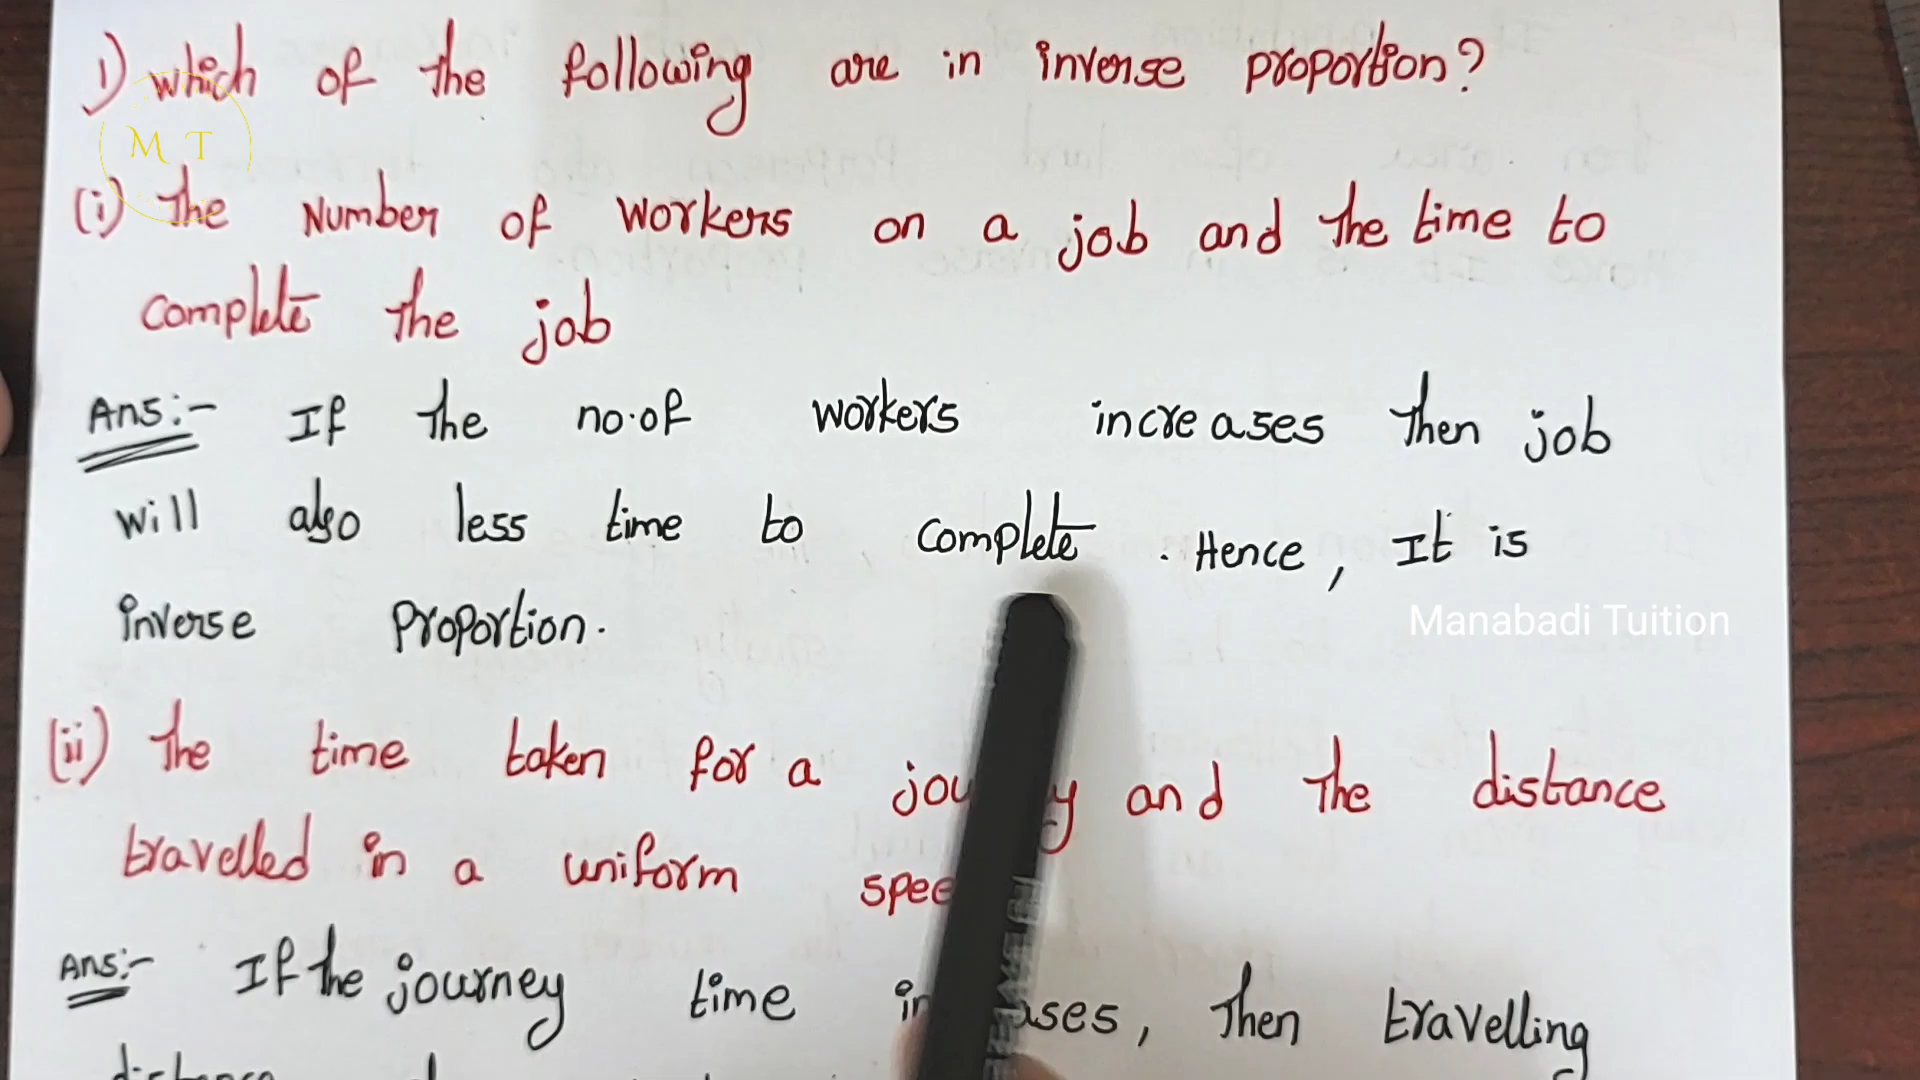 1) which of the following are in inverse proportion?
M T
(i) The Number of workers on a job and the time to
complete the job
Ans:- If the no.of workers increases then job
will also less time to complete. Hence, It is
inverse proportion.
Manabadi Tuition
(ii) The time taken for a and the distance
travelled in a uniform
Ans:- If the journey time , Then travelling